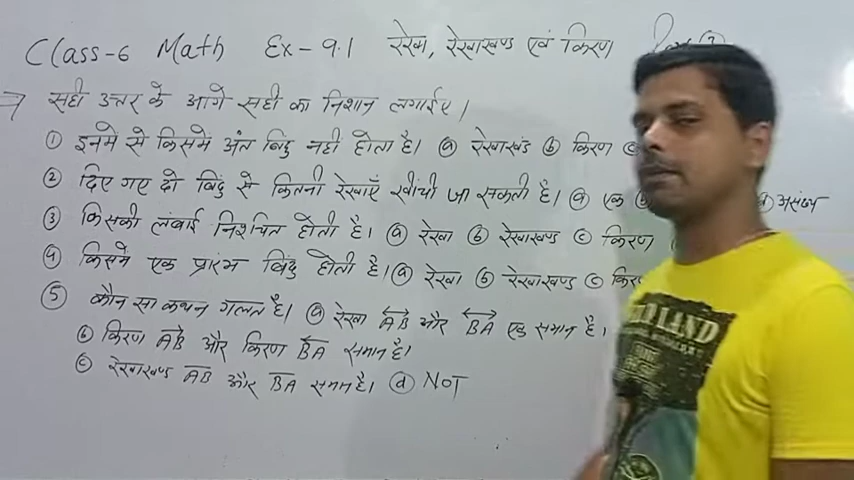 Class-6 Math Ex-9.1 रेखा, रेखाखण्ड एवं किरण
→ सही उत्तर के आगे सही का निशान लगाईए।
① इनमे से किसमे अंत बिंदु नही होता है। ⓐ रेखाखंड ⓑ किरण ⓒ
② दिए गए दो बिंदु से कितनी रेखाएँ खींची जा सकती है। ⓐ एक ⓓ असंख्य
③ किसकी लंबाई निश्चित होती है। ⓐ रेखा ⓑ रेखाखण्ड ⓒ किरण
④ किसमे एक प्रारंभ बिंदु होती है। ⓐ रेखा ⓑ रेखाखण्ड ⓒ
⑤ कौन सा कथन गलत है। ⓐ रेखा A͡B और B͡A एक समान है।
ⓑ किरण AB और किरण BA समान है।
ⓒ रेखाखण्ड AB और BA समान है। ⓓ NOT
LAND